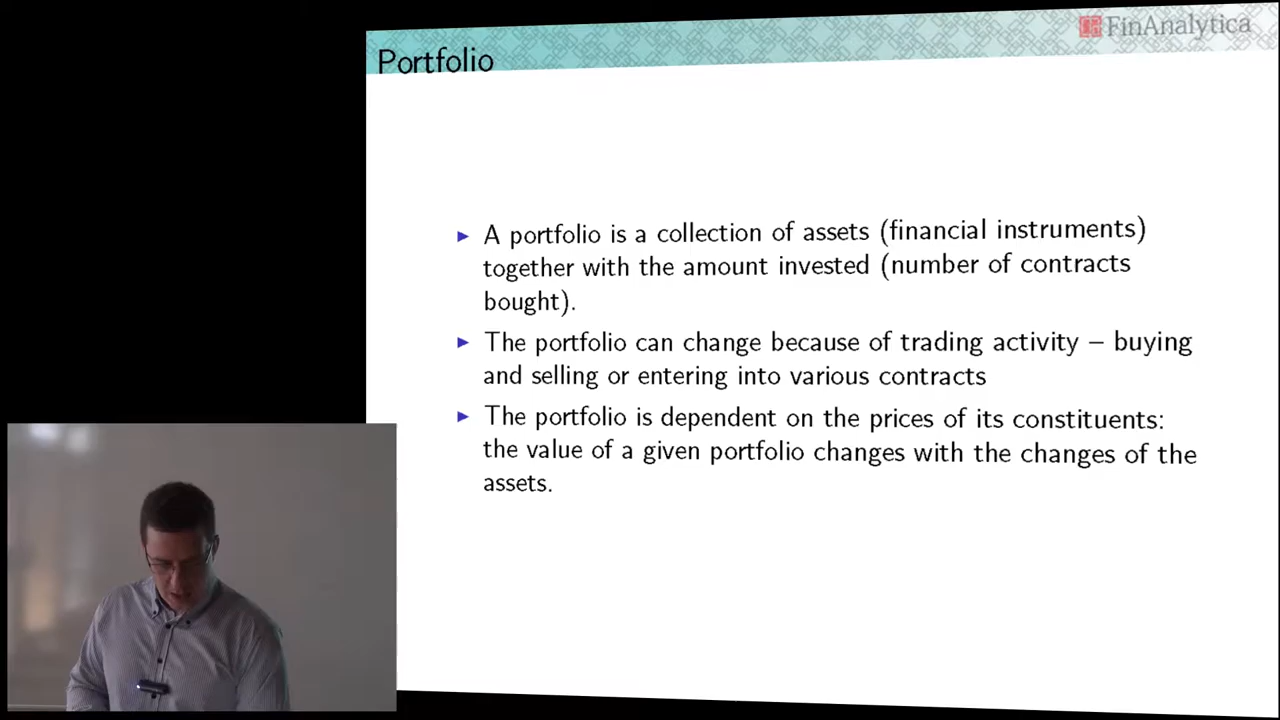 FinAnalytica
Portfolio
A portfolio is a collection of assets (financial instruments)
together with the amount invested (number of contracts
bought).
The portfolio can change because of trading activity – buying
and selling or entering into various contracts
The portfolio is dependent on the prices of its constituents:
the value of a given portfolio changes with the changes of the
assets.